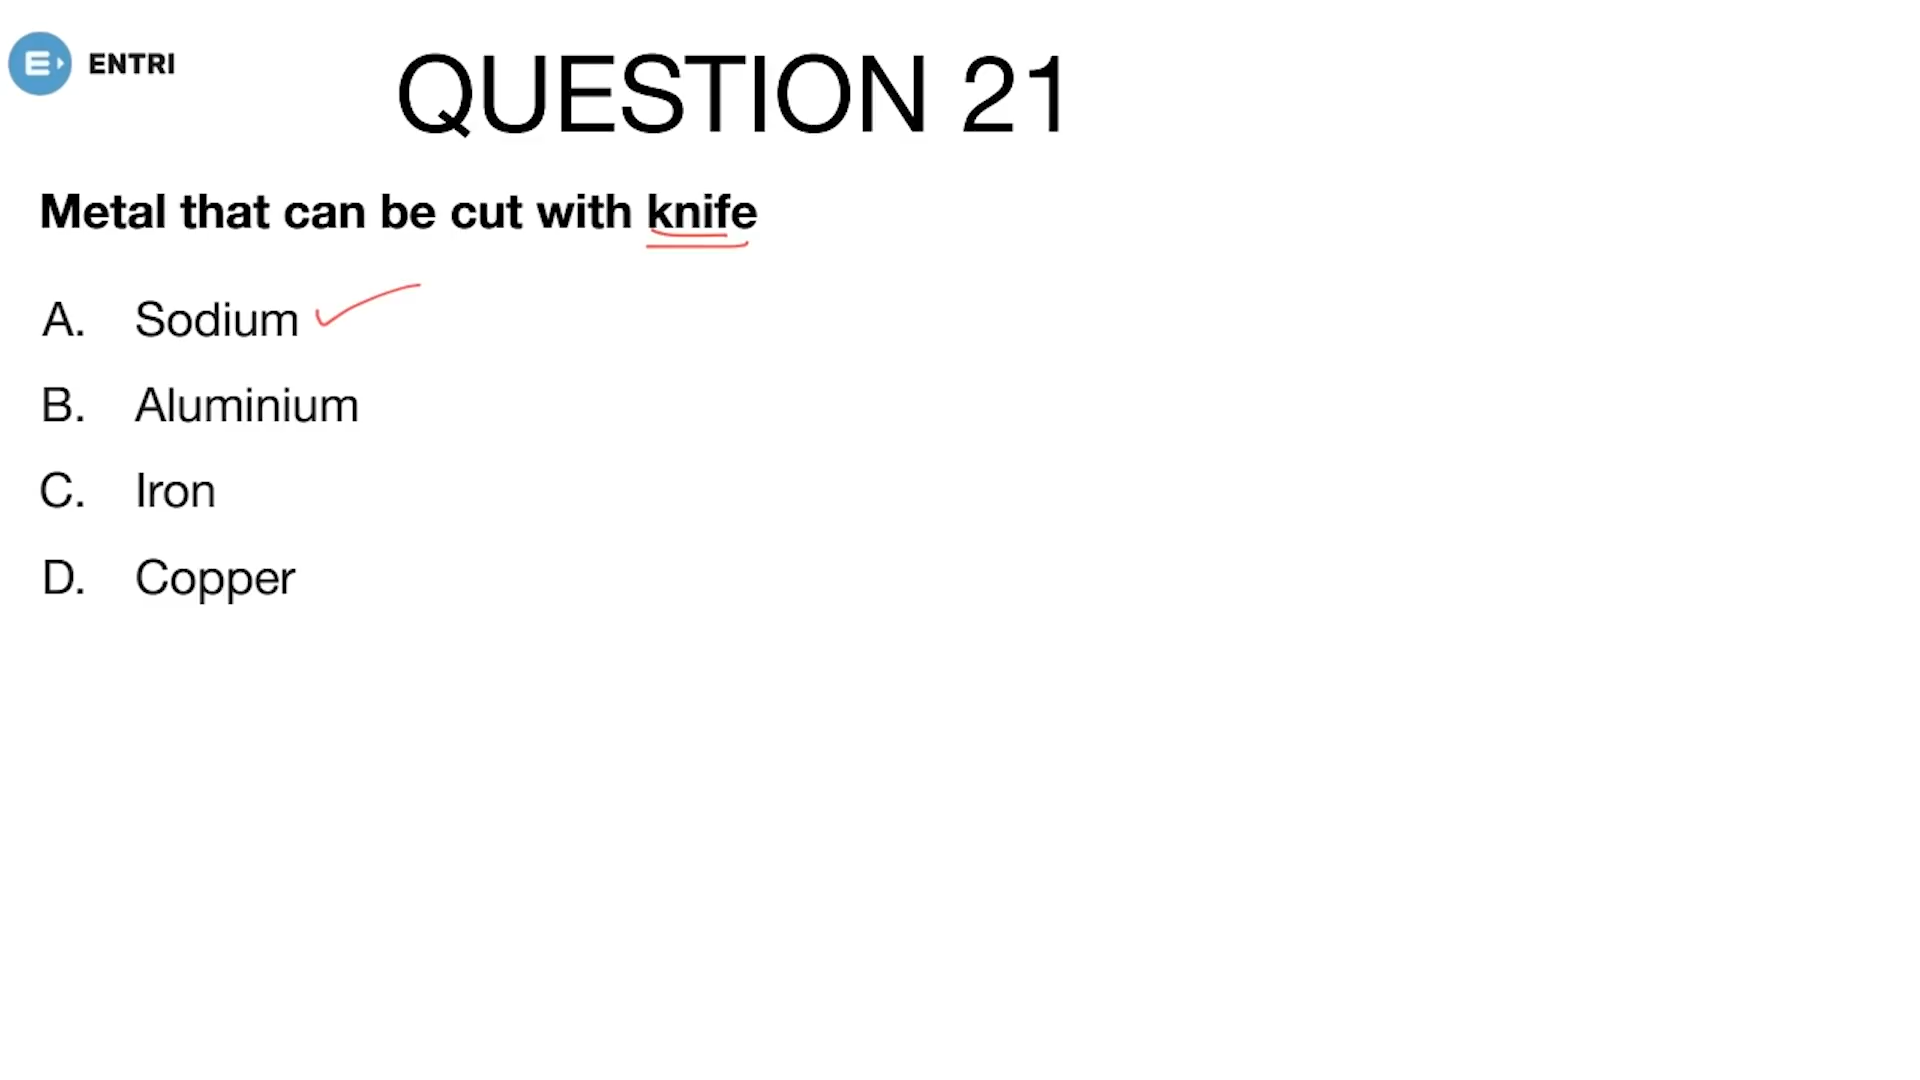 ENTRI
QUESTION 21
Metal that can be cut with knife
A. Sodium
B. Aluminium
C. Iron
D. Copper